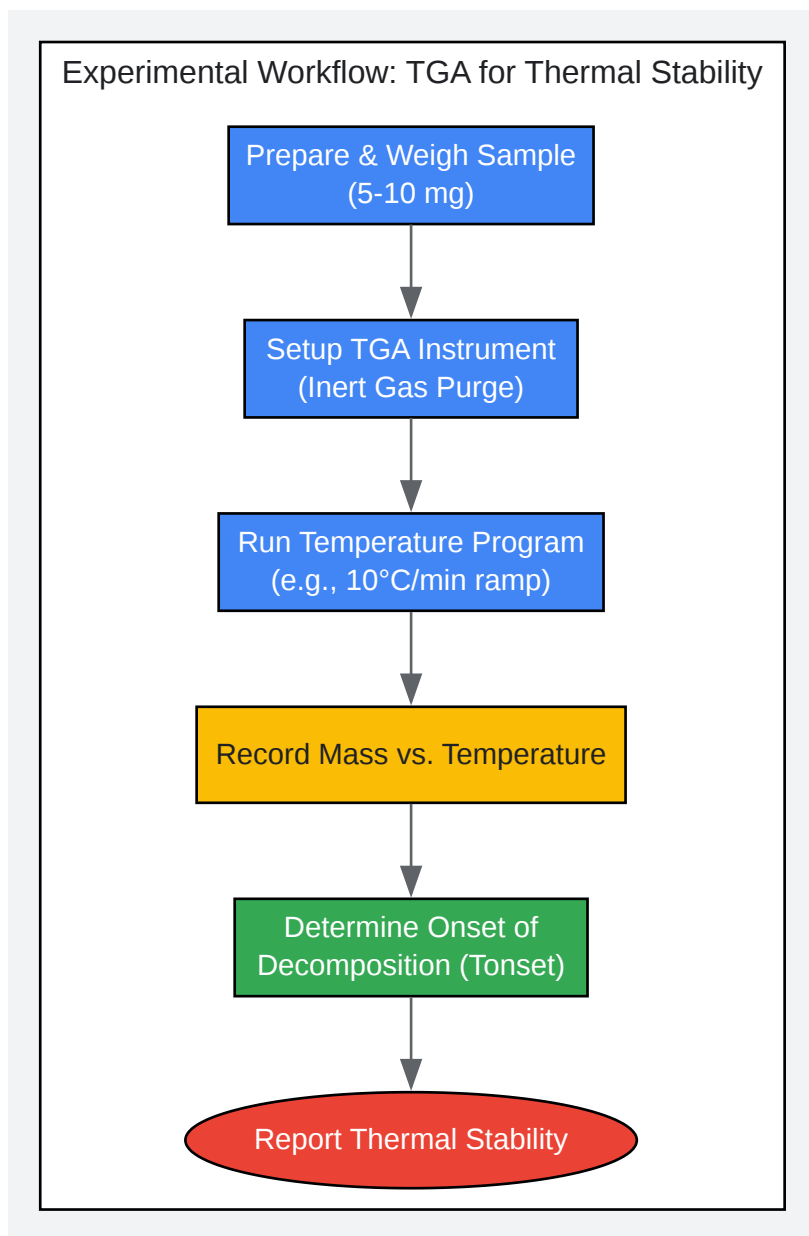 Experimental Workflow: TGA for Thermal Stability
Prepare & Weigh Sample
(5-10 mg)
Setup TGA Instrument
(Inert Gas Purge)
Run Temperature Program
(e.g., 10°C/min ramp)
Record Mass vs. Temperature
Determine Onset of
Decomposition (Tonset)
Report Thermal Stability